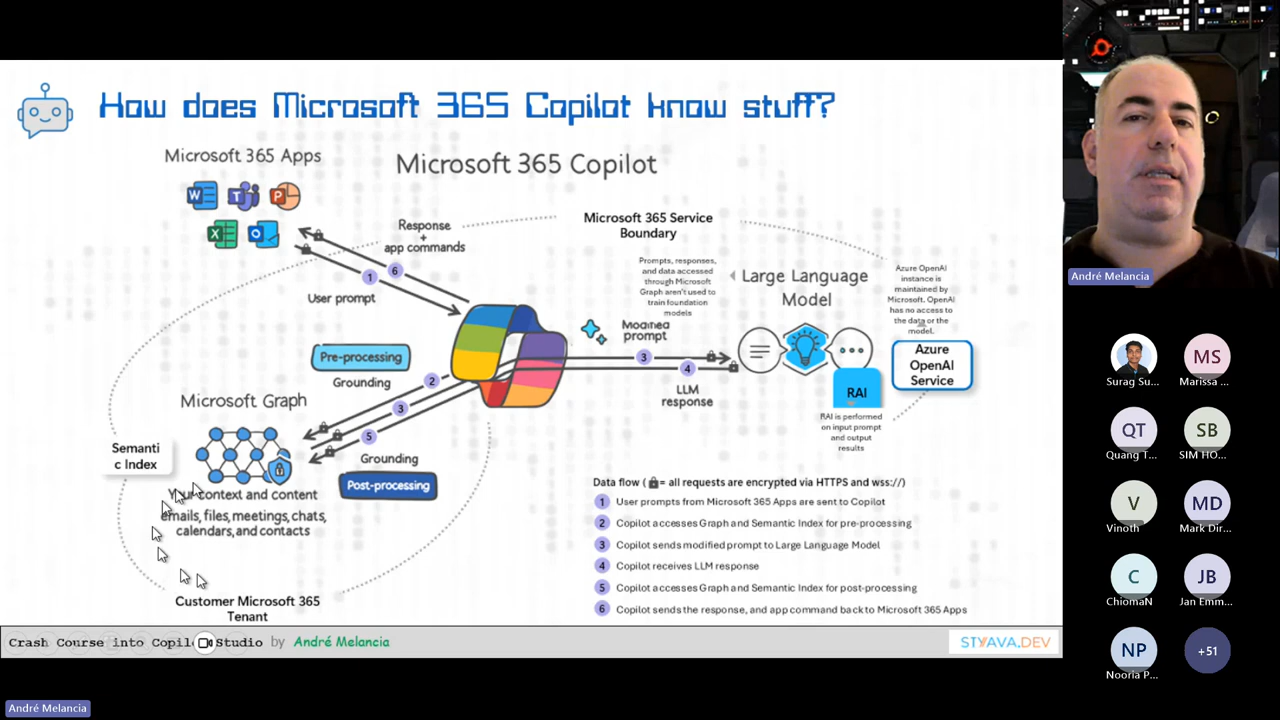 How does Microsoft 365 Copilot know stuff?
Microsoft 365 Apps
Microsoft 365 Copilot
W
T
P
X
O
Response
+
app commands
1
6
User prompt
Microsoft 365 Service
Boundary
Prompts, responses,
and data accessed
through Microsoft
Graph aren't used to
train foundation
models
Large Language
Model
Azure OpenAI
instance is
maintained by
Microsoft. OpenAI
has no access to
the data or the
model.
Modified
prompt
3
4
LLM
response
Azure
OpenAI
Service
RAI
RAI is performed
on input prompt
and output
results
Pre-processing
Grounding
2
3
5
Grounding
Post-processing
Microsoft Graph
Semanti
c Index
Your context and content
emails, files, meetings, chats,
calendars, and contacts
Customer Microsoft 365
Tenant
Data flow ( = all requests are encrypted via HTTPS and wss://)
1 User prompts from Microsoft 365 Apps are sent to Copilot
2 Copilot accesses Graph and Semantic Index for pre-processing
3 Copilot sends modified prompt to Large Language Model
4 Copilot receives LLM response
5 Copilot accesses Graph and Semantic Index for post-processing
6 Copilot sends the response, and app command back to Microsoft 365 Apps
Crash Course into Copil Studio by André Melancia
STYAVA.DEV
André Melancia
Surag Su...
MS
Marissa ...
QT
Quang T...
SB
SIM HO...
V
Vinoth
MD
Mark Dir...
C
ChiomaN
JB
Jan Emm...
NP
Nooria P...
+51
André Melancia